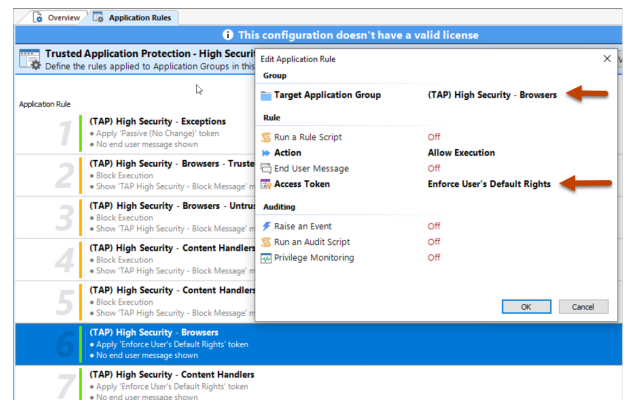 Overview
Application Rules
This configuration doesn't have a valid license
Trusted Application Protection - High Securi
Define the rules applied to Application Groups in this
Application Rule
1
(TAP) High Security - Exceptions
• Apply 'Passive (No Change)' token
• No end user message shown
2
(TAP) High Security - Browsers - Truste
• Block Execution
• Show 'TAP High Security - Block Message' m
3
(TAP) High Security - Browsers - Untrus
• Block Execution
• Show 'TAP High Security - Block Message' m
4
(TAP) High Security - Content Handlers
• Block Execution
• Show 'TAP High Security - Block Message' m
5
(TAP) High Security - Content Handlers
• Block Execution
• Show 'TAP High Security - Block Message' m
6
(TAP) High Security - Browsers
• Apply 'Enforce User's Default Rights' token
• No end user message shown
7
(TAP) High Security - Content Handlers
• Apply 'Enforce User's Default Rights' token
• No end user message shown
Edit Application Rule
Group
Target Application Group (TAP) High Security - Browsers
Rule
Run a Rule Script Off
Action Allow Execution
End User Message Off
Access Token Enforce User's Default Rights
Auditing
Raise an Event Off
Run an Audit Script Off
Privilege Monitoring Off
OK Cancel